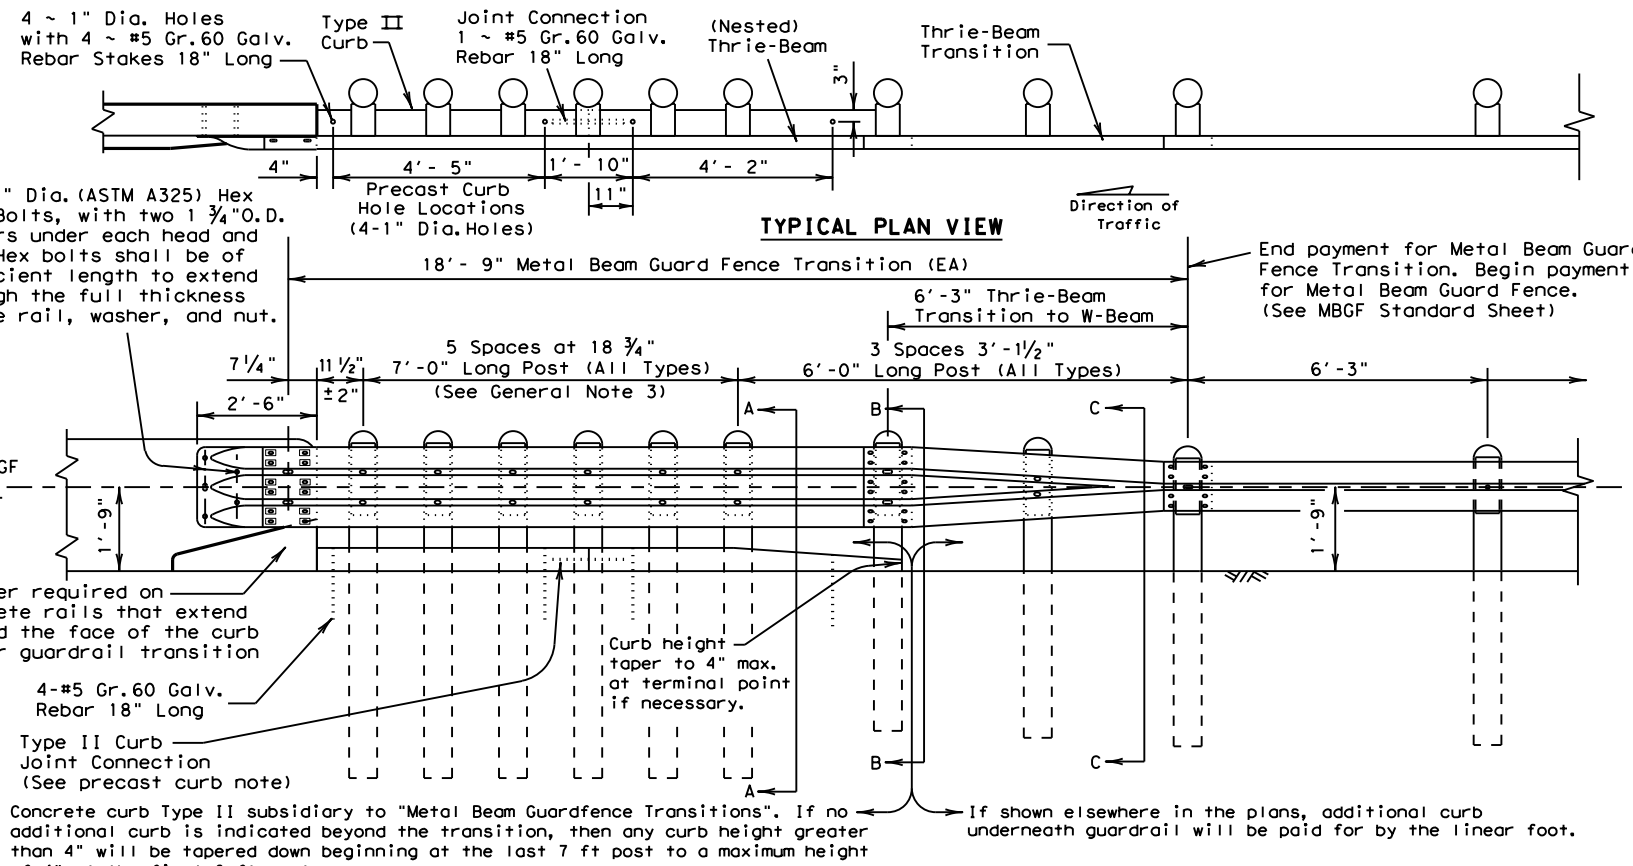 4 ~ 1" Dia. Holes
with 4 ~ #5 Gr.60 Galv.
Rebar Stakes 18" Long
Type II
Curb
Joint Connection
1 ~ #5 Gr.60 Galv.
Rebar 18" Long
(Nested)
Thrie-Beam
3"
Thrie-Beam
Transition
4"
4'- 5"
1'- 10"
4'- 2"
11"
Precast Curb
Hole Locations
(4-1" Dia.Holes)
TYPICAL PLAN VIEW
Direction of
Traffic
" Dia. (ASTM A325) Hex
Bolts, with two 1 ¾"O.D.
rs under each head and
Hex bolts shall be of
cient length to extend
gh the full thickness
e rail, washer, and nut.
18'- 9" Metal Beam Guard Fence Transition (EA)
End payment for Metal Beam Guar
Fence Transition. Begin payment
for Metal Beam Guard Fence.
(See MBGF Standard Sheet)
6'-3" Thrie-Beam
Transition to W-Beam
7¼"
11½"
±2"
5 Spaces at 18 ¾"
7'-0" Long Post (All Types)
(See General Note 3)
3 Spaces 3'-1½"
6'-0" Long Post (All Types)
6'-3"
2'-6"
A
B
C
GF
1'-9"
1'-9"
er required on
ete rails that extend
d the face of the curb
r guardrail transition
4-#5 Gr.60 Galv.
Rebar 18" Long
Curb height
taper to 4" max.
at terminal point
if necessary.
Type II Curb
Joint Connection
(See precast curb note)
A
B
C
Concrete curb Type II subsidiary to "Metal Beam Guardfence Transitions". If no
additional curb is indicated beyond the transition, then any curb height greater
than 4" will be tapered down beginning at the last 7 ft post to a maximum height
If shown elsewhere in the plans, additional curb
underneath guardrail will be paid for by the linear foot.